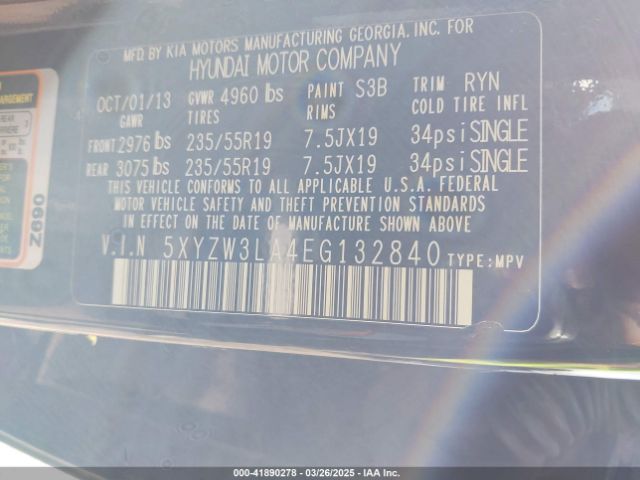 MFD. BY KIA MOTORS MANUFACTURING GEORGIA. INC. FOR
HYUNDAI MOTOR COMPANY
OCT/01/13 GVWR 4960 lbs PAINT S3B TRIM RYN
GAWR TIRES RIMS COLD TIRE INFL
FRONT 2976 lbs 235/55R19 7.5JX19 34psi SINGLE
REAR 3075 lbs 235/55R19 7.5JX19 34psi SINGLE
THIS VEHICLE CONFORMS TO ALL APPLICABLE U.S.A. FEDERAL
MOTOR VEHICLE SAFETY AND THEFT PREVENTION STANDARDS
IN EFFECT ON THE DATE OF MANUFACTURE SHOWN ABOVE
V.I.N 5XYZW3LA4EG132840 TYPE:MPV
Z690
000-41890278 - 03/26/2025 - COPYRIGHT IAA, LLC.